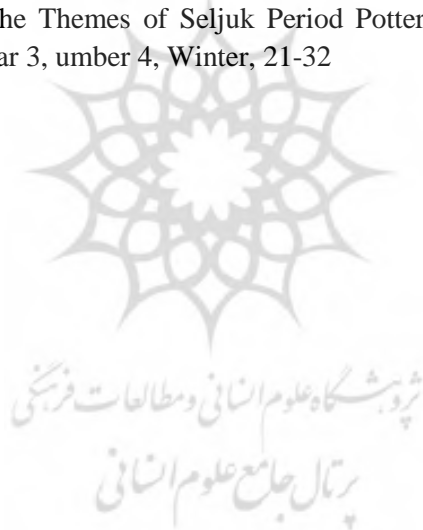 he Themes of Seljuk Period Potter
ar 3, umber 4, Winter, 21-32
پژوهشگاه علوم انسانی و مطالعات فرهنگی
پرتال جامع علوم انسانی